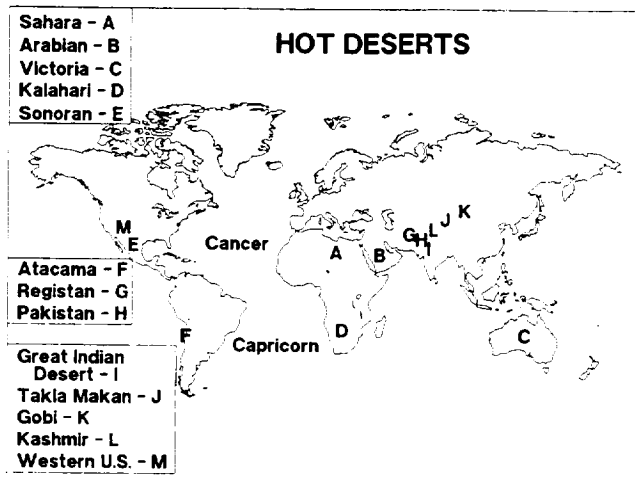 Sahara - A
Arabian - B
Victoria - C
Kalahari - D
Sonoran - E
HOT DESERTS
K
J
M
L
G
H
E
Cancer
A
B
I
Atacama - F
Registan - G
Pakistan - H
F
Capricorn
D
C
Great Indian
Desert - I
Takla Makan - J
Gobi - K
Kashmir - L
Western U.S. - M